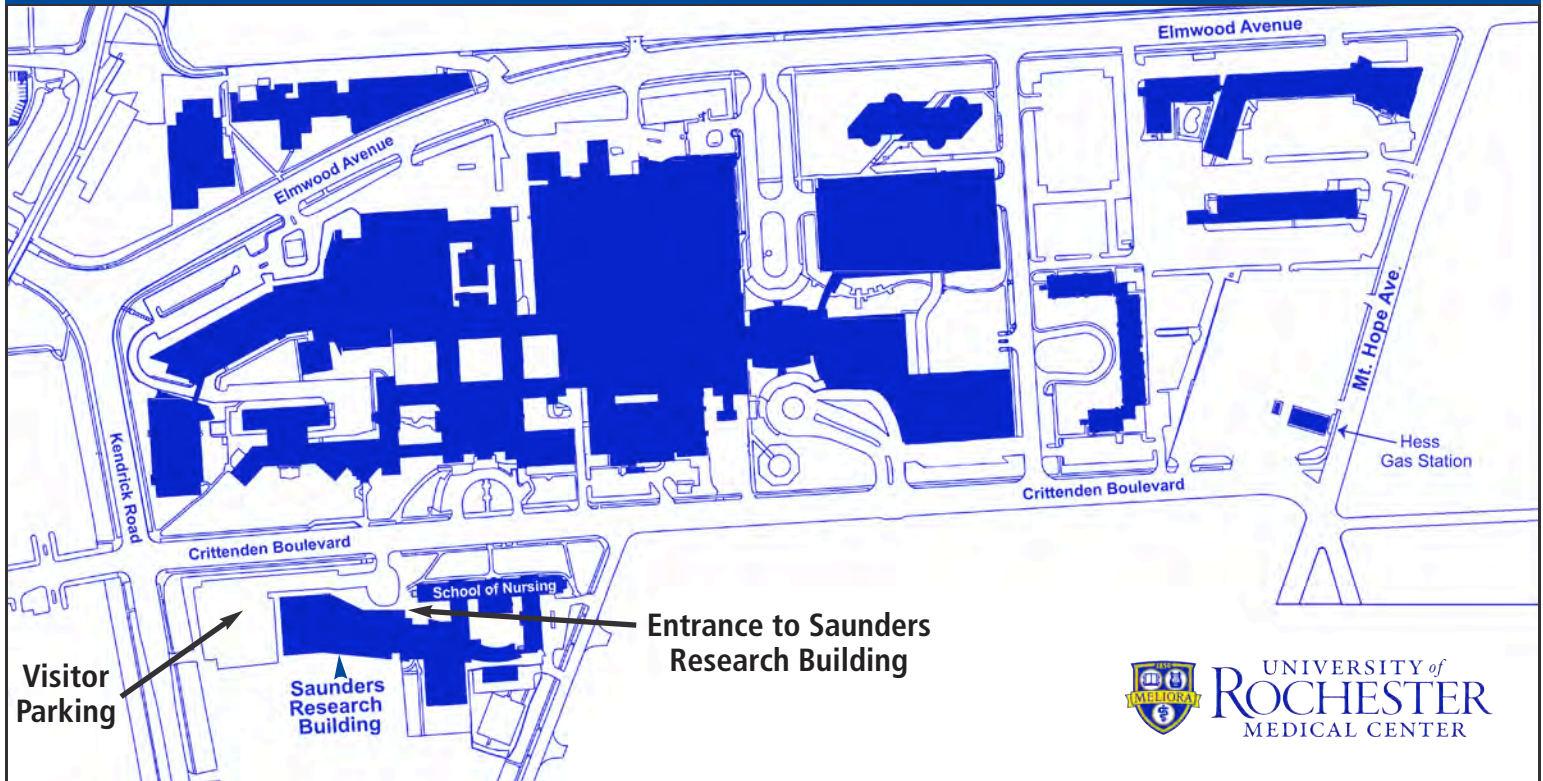 Elmwood Avenue
Elmwood Avenue
Mt. Hope Ave.
Kendrick Road
Hess
Gas Station
Crittenden Boulevard
Crittenden Boulevard
School of Nursing
Entrance to Saunders
Research Building
Visitor
Parking
Saunders
Research
Building
MELIORA
UNIVERSITY of
ROCHESTER
MEDICAL CENTER